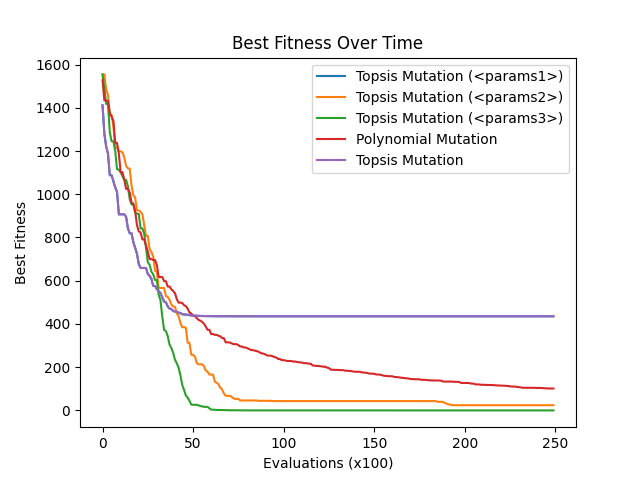 Best Fitness Over Time
Best Fitness
1600
1400
1200
1000
800
600
400
200
0
Topsis Mutation (<params1>)
Topsis Mutation (<params2>)
Topsis Mutation (<params3>)
Polynomial Mutation
Topsis Mutation
0 50 100 150 200 250
Evaluations (x100)